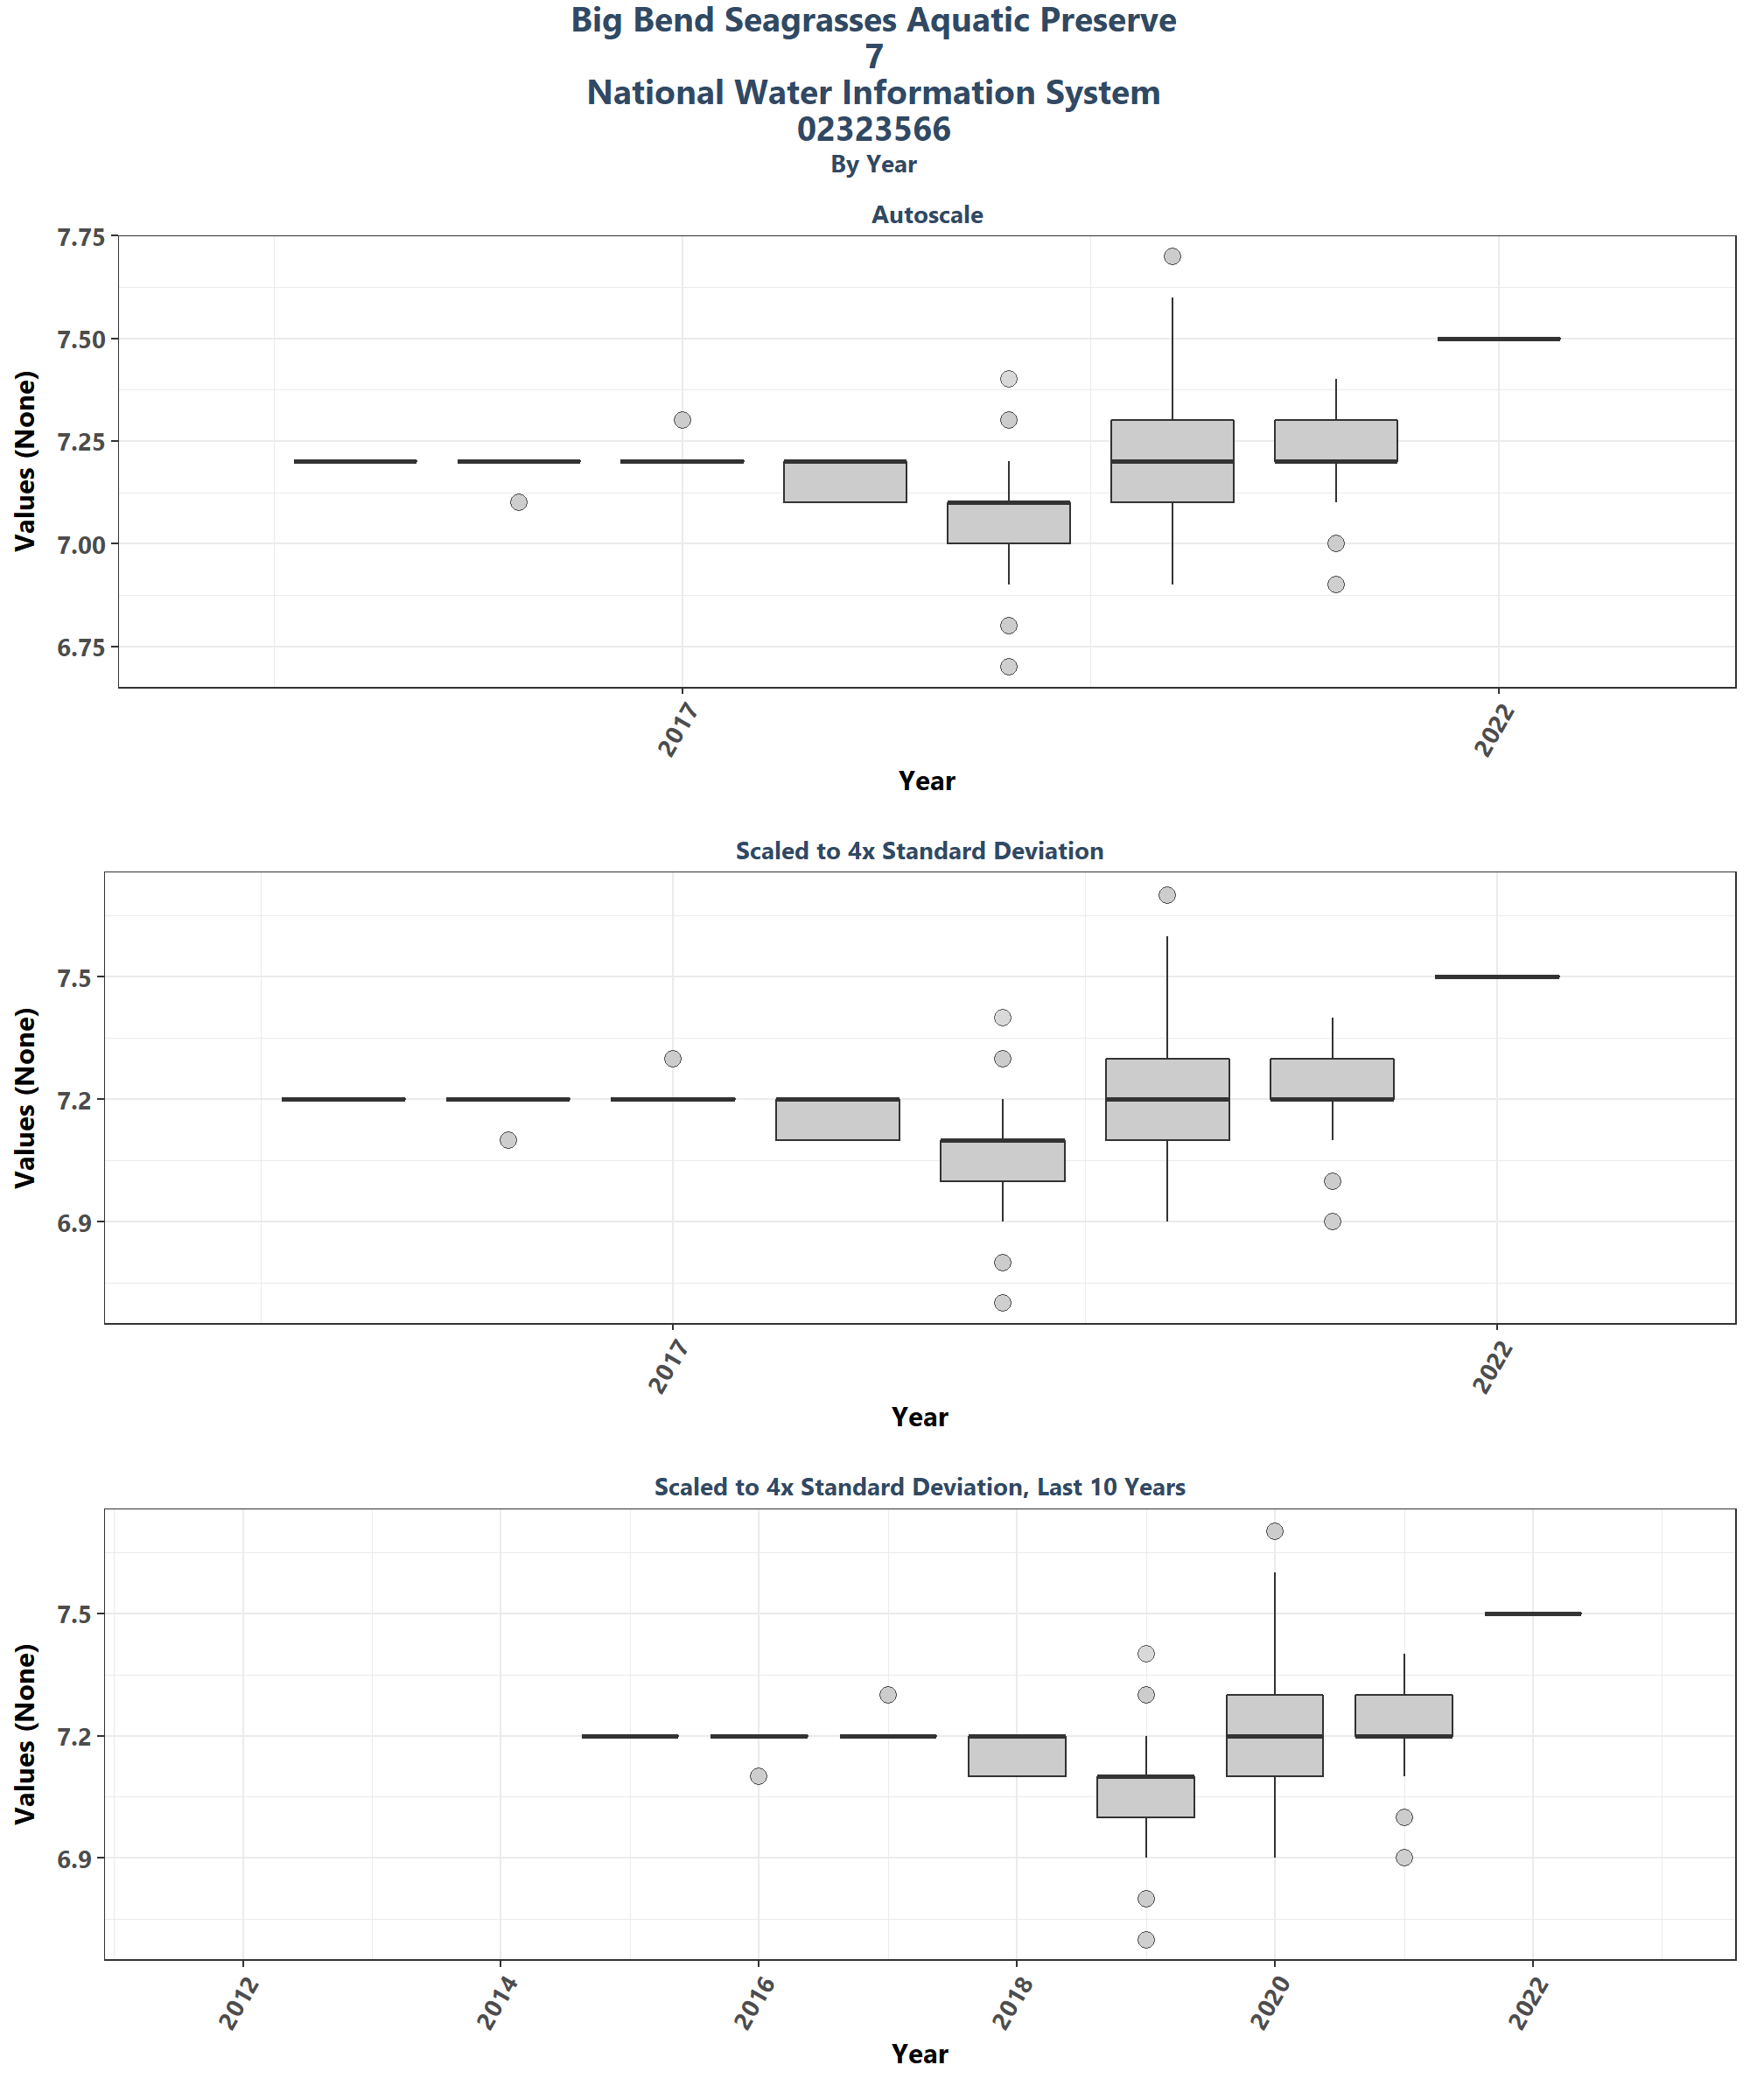 Big Bend Seagrasses Aquatic Preserve
7
National Water Information System
02323566
By Year
Autoscale
7.75
7.50
7.25
7.00
6.75
Values (None)
2017
2022
Year
Scaled to 4x Standard Deviation
7.5
7.2
6.9
Values (None)
2017
2022
Year
Scaled to 4x Standard Deviation, Last 10 Years
7.5
7.2
6.9
Values (None)
2012
2014
2016
2018
2020
2022
Year